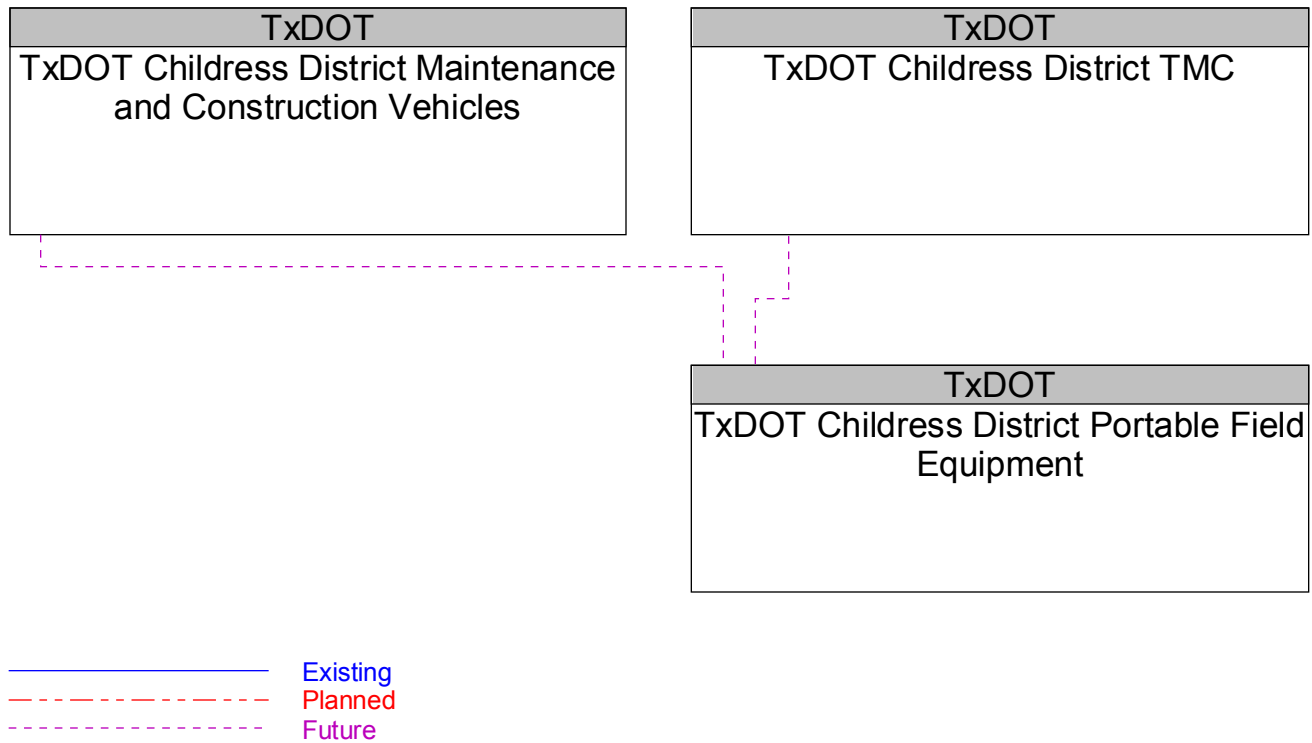 TxDOT
TxDOT Childress District Maintenance
and Construction Vehicles
TxDOT
TxDOT Childress District TMC
TxDOT
TxDOT Childress District Portable Field
Equipment
Existing
Planned
Future